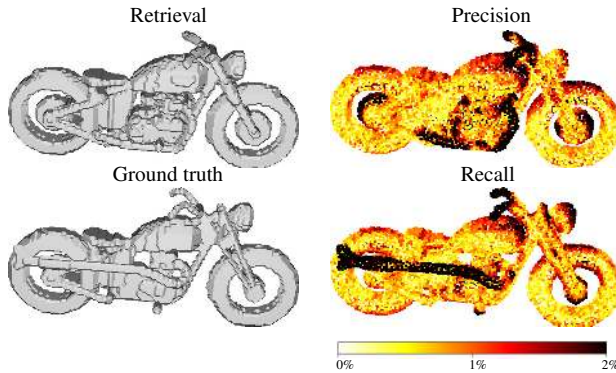 Retrieval
Precision
Ground truth
Recall
0%
1%
2%